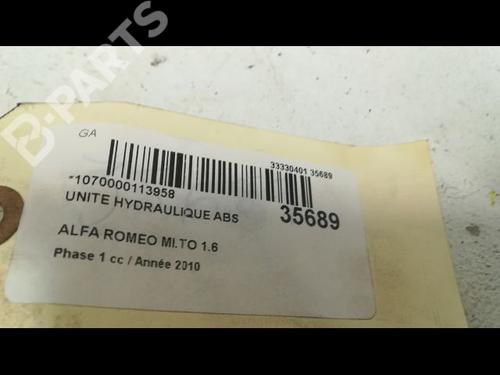 B-PARTS
GA
33330401 35689
*1070000113958
UNITE HYDRAULIQUE ABS
35689
ALFA ROMEO MI.TO 1.6
Phase 1 cc / Année 2010